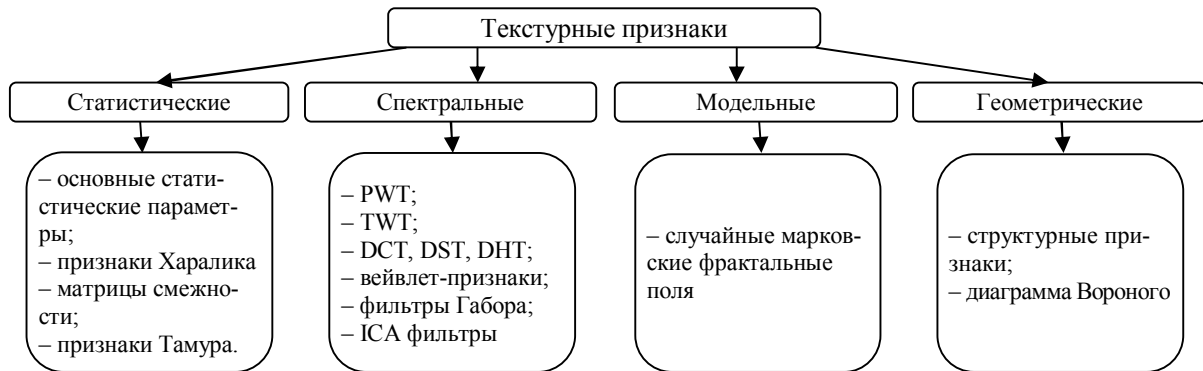 Текстурные признаки
Статистические
Спектральные
Модельные
Геометрические
– основные стати-
стические парамет-
ры;
– признаки Харалика
– матрицы смежно-
сти;
– признаки Тамура.
– PWT;
– TWT;
– DCT, DST, DHT;
– вейвлет-признаки;
– фильтры Габора;
– ICA фильтры
– случайные марков-
ские фрактальные
поля
– структурные при-
знаки;
– диаграмма Вороного